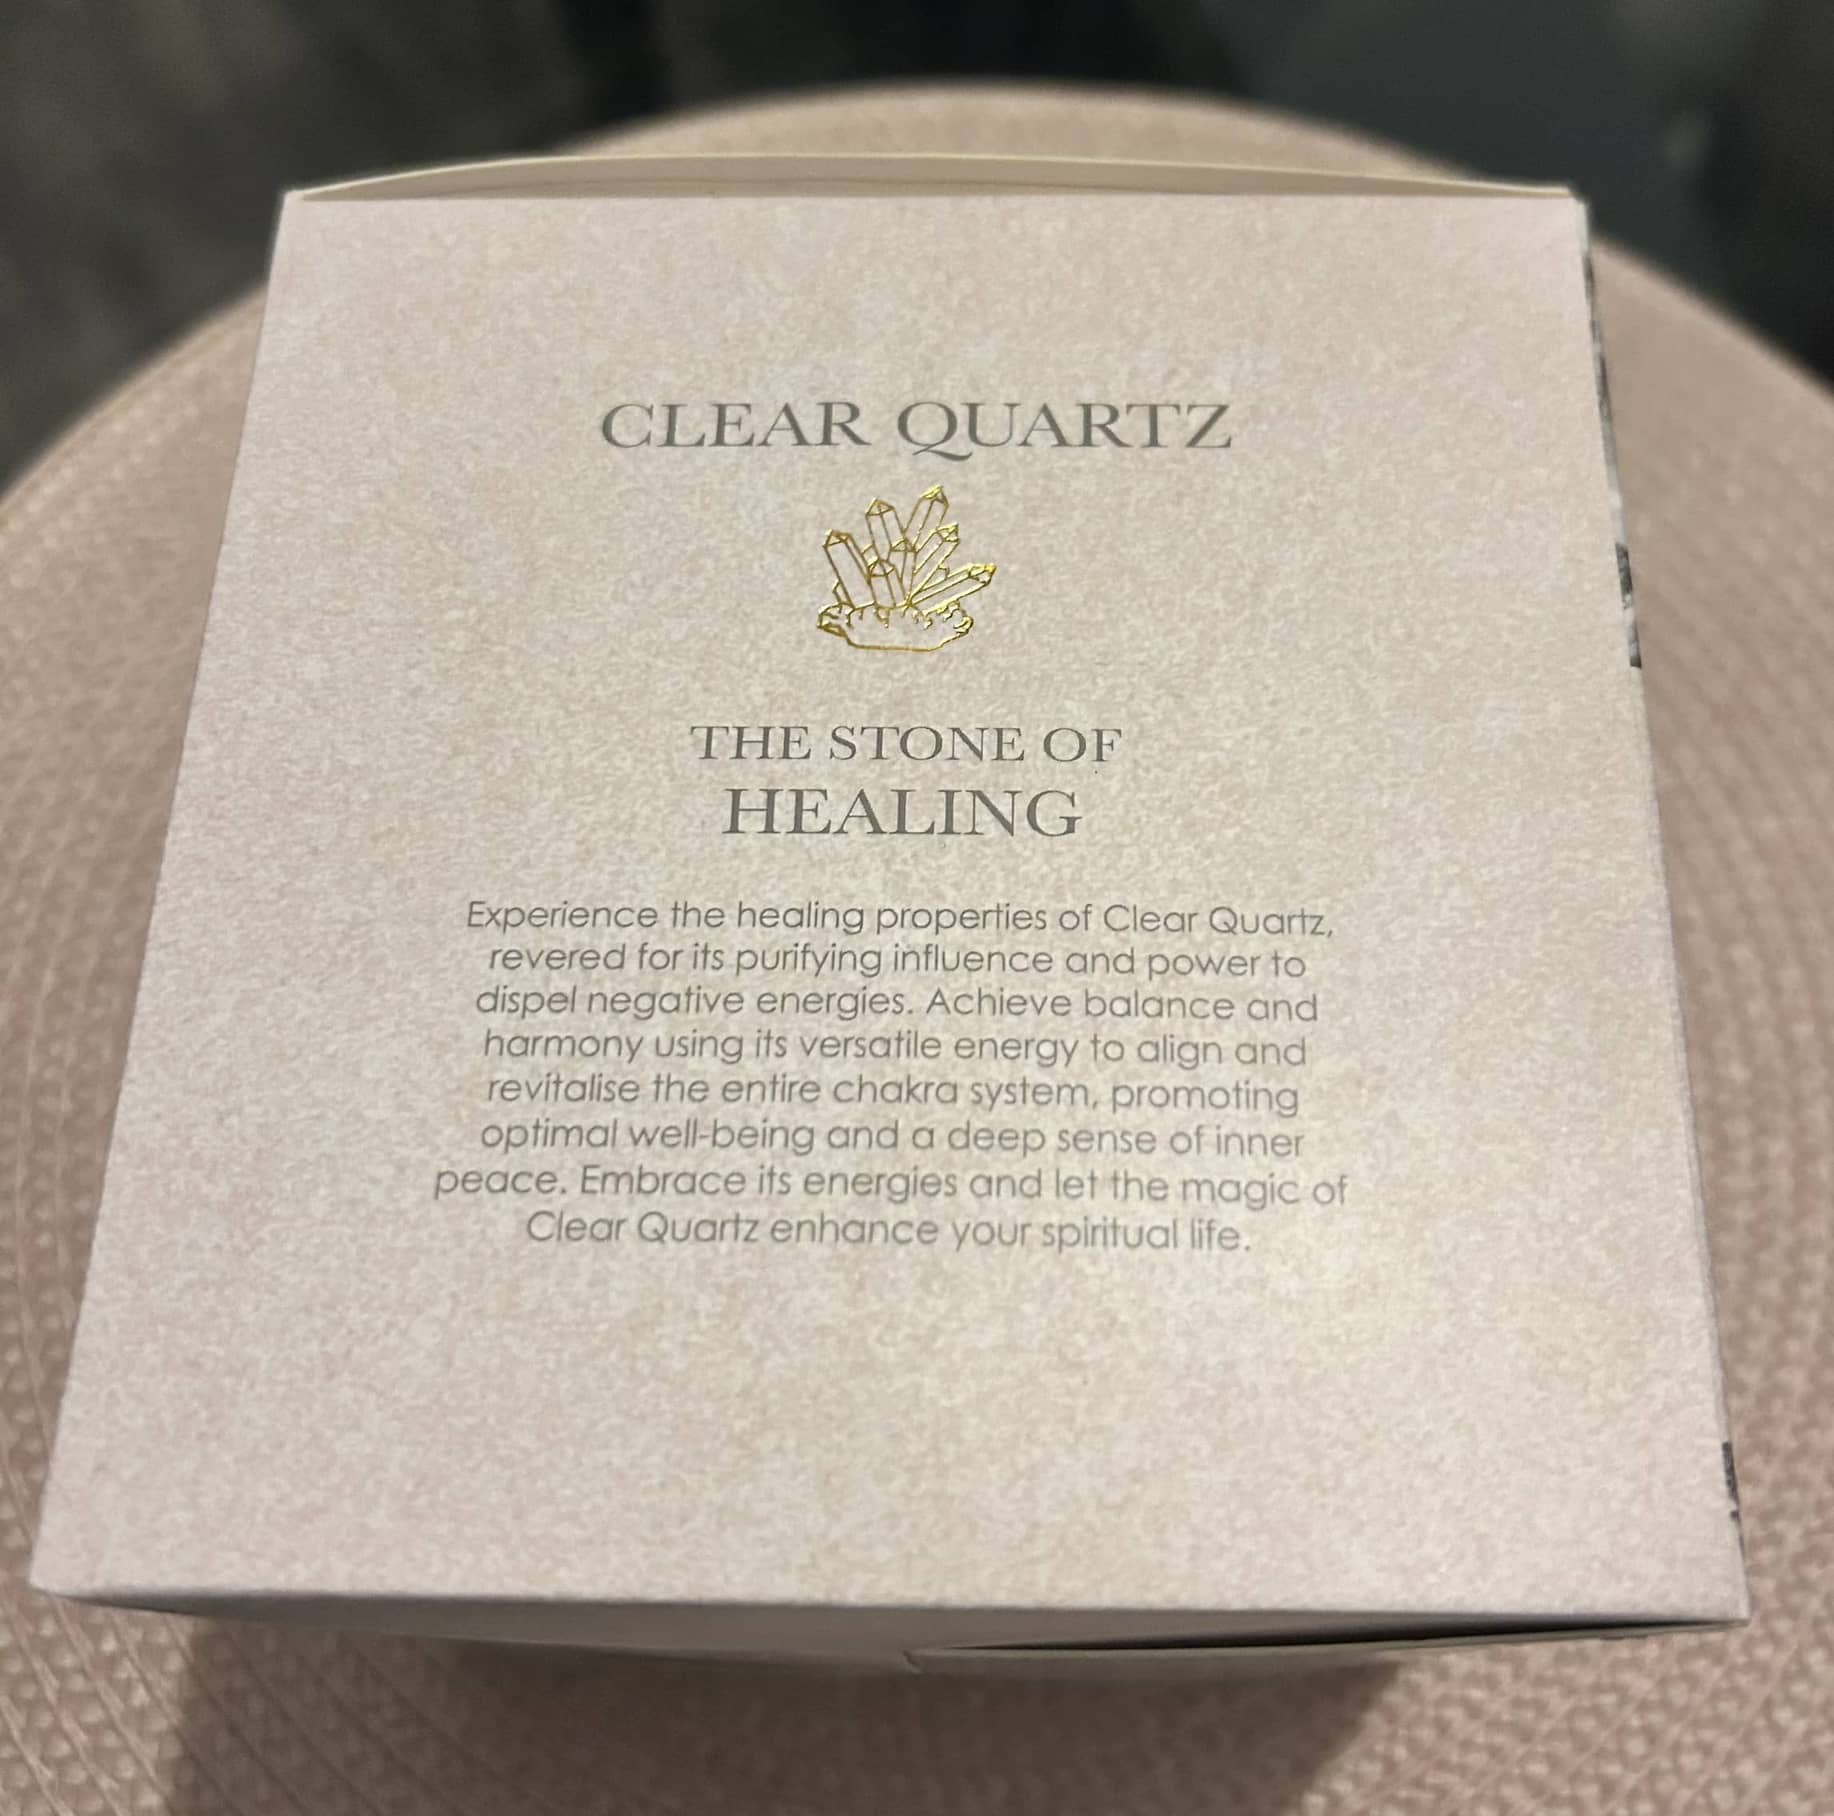 CLEAR QUARTZ
THE STONE OF
HEALING
Experience the healing properties of Clear Quartz,
revered for its purifying influence and power to
dispel negative energies. Achieve balance and
harmony using its versatile energy to align and
revitalise the entire chakra system, promoting
optimal well-being and a deep sense of inner
peace. Embrace its energies and let the magic of
Clear Quartz enhance your spiritual life.